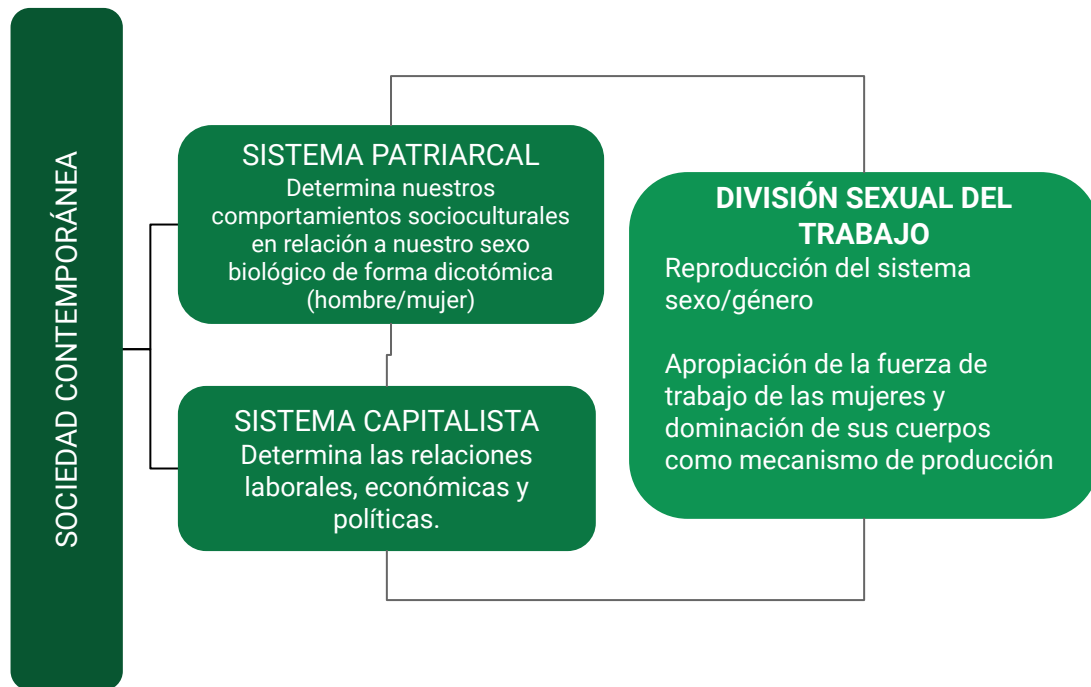 SOCIEDAD CONTEMPORÁNEA
SISTEMA PATRIARCAL
Determina nuestros
comportamientos socioculturales
en relación a nuestro sexo
biológico de forma dicotómica
(hombre/mujer)
SISTEMA CAPITALISTA
Determina las relaciones
laborales, económicas y
políticas.
DIVISIÓN SEXUAL DEL
TRABAJO
Reproducción del sistema
sexo/género
Apropiación de la fuerza de
trabajo de las mujeres y
dominación de sus cuerpos
como mecanismo de producción